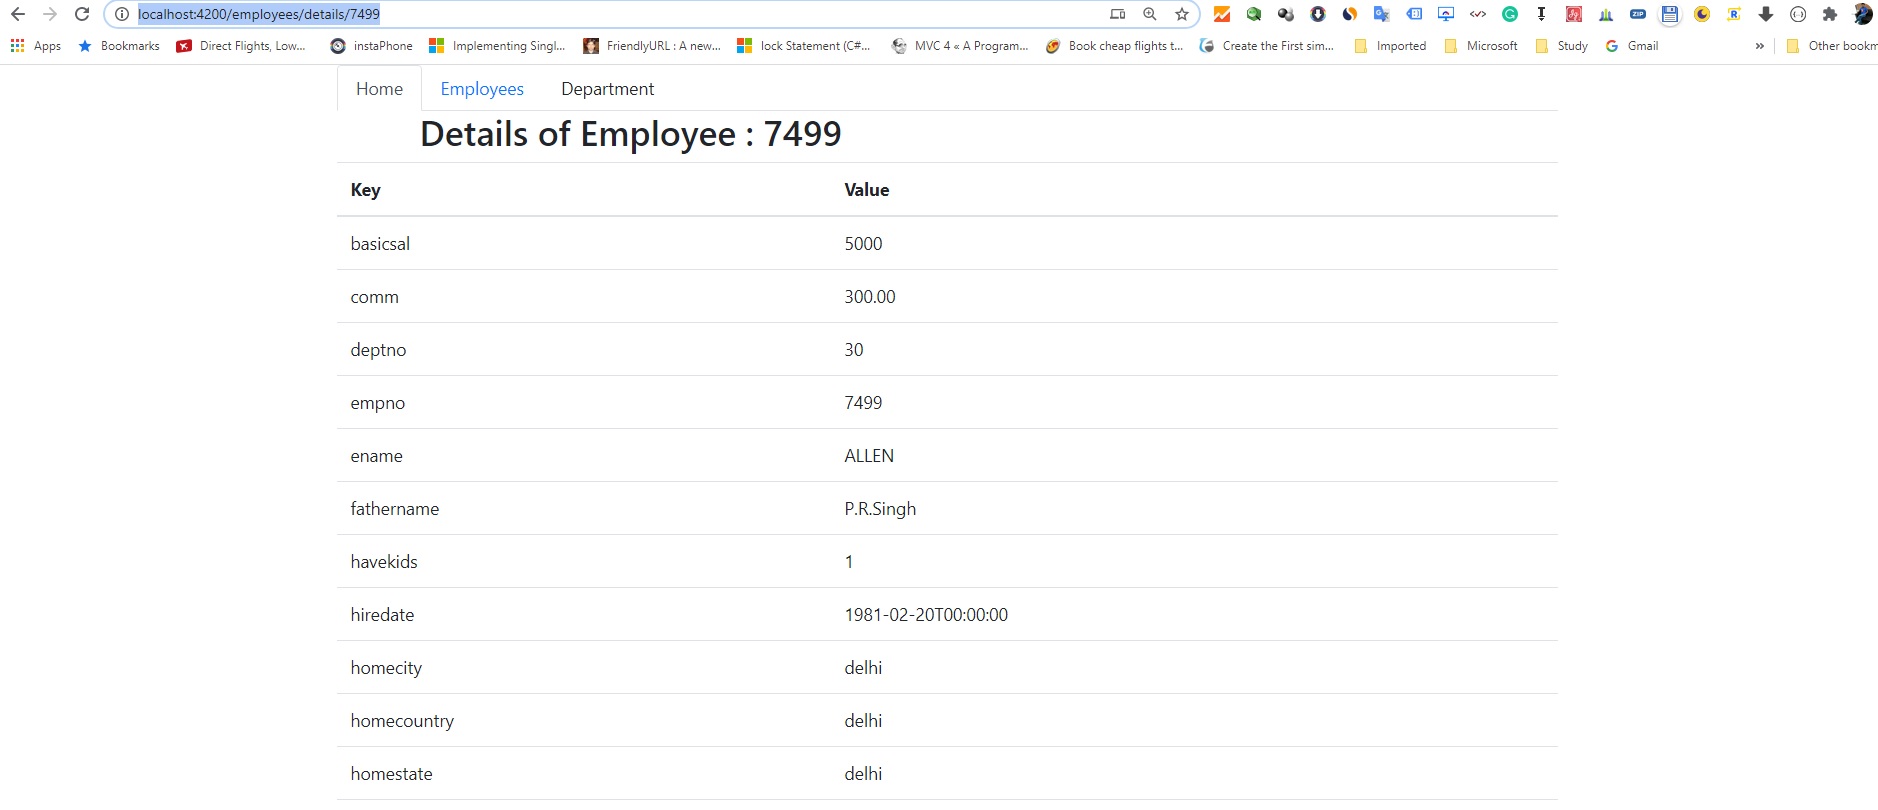 localhost:4200/employees/details/7499
Apps Bookmarks Direct Flights, Low... instaPhone Implementing Singl... FriendlyURL : A new... lock Statement (C#... MVC 4 « A Program... Book cheap flights t... Create the First sim... Imported Microsoft Study Gmail » Other bookm
Home Employees Department
Details of Employee : 7499
Key Value
basicsal 5000
comm 300.00
deptno 30
empno 7499
ename ALLEN
fathername P.R.Singh
havekids 1
hiredate 1981-02-20T00:00:00
homecity delhi
homecountry delhi
homestate delhi